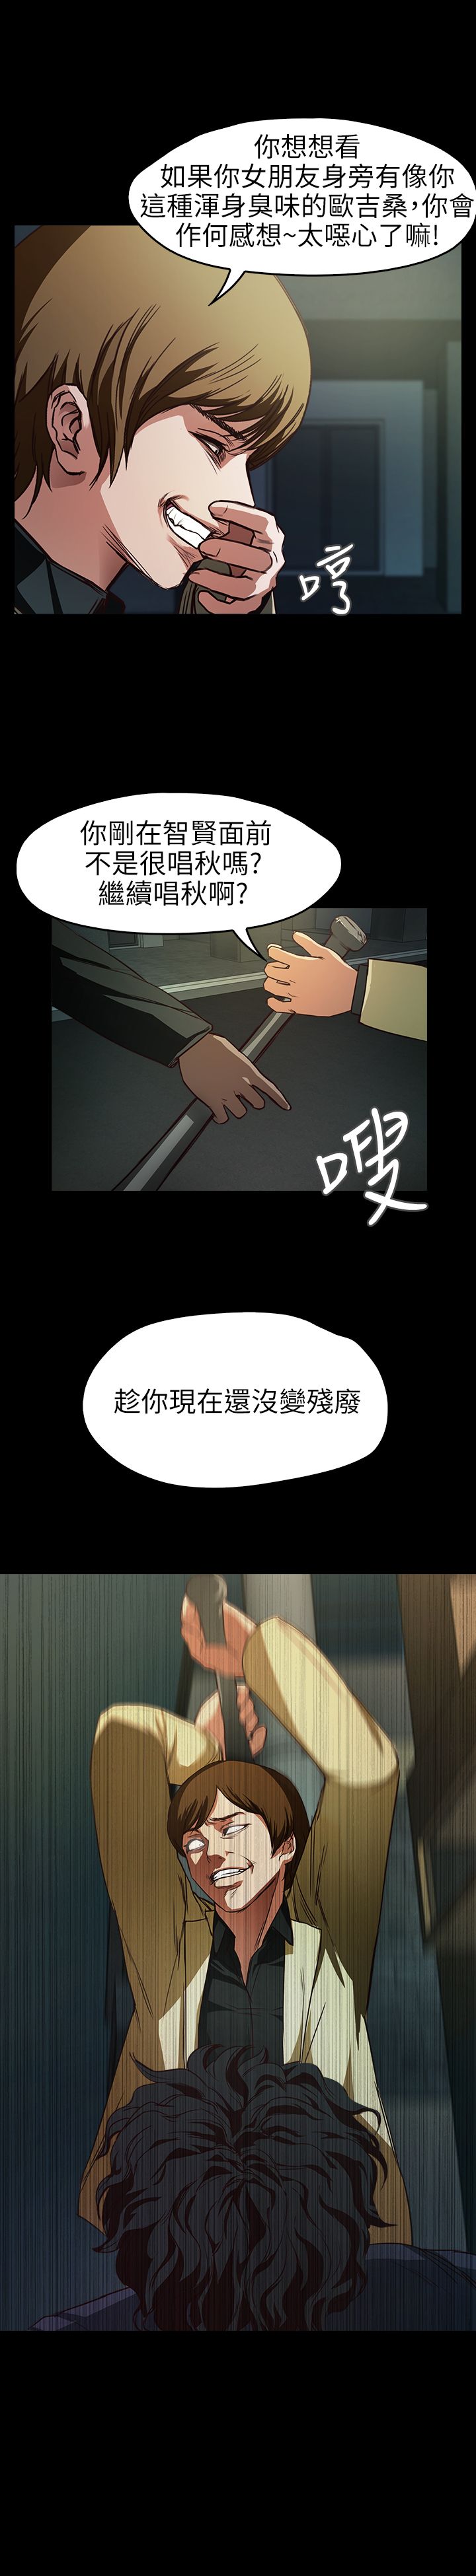 你想想看
如果你女朋友身旁有像你
這種渾身臭味的歐吉桑，你會
作何感想~太噁心了嘛!
哼
你剛在智賢面前
不是很唱秋嗎?
繼續唱秋啊?
嗖
趁你現在還沒變殘廢